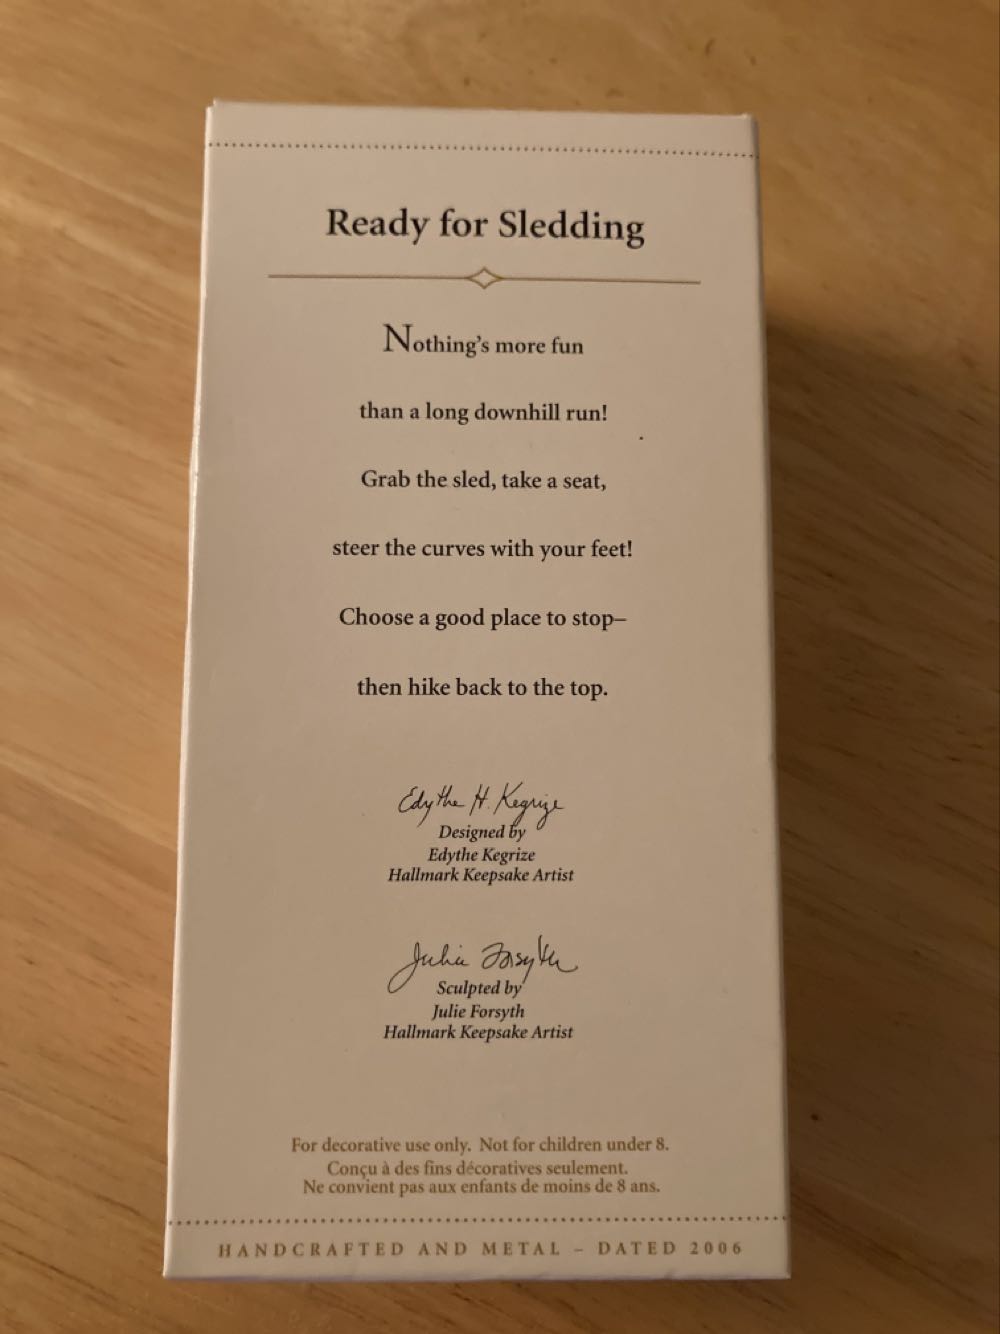 Ready for Sledding
Nothing's more fun
than a long downhill run!
Grab the sled, take a seat,
steer the curves with your feet!
Choose a good place to stop–
then hike back to the top.
Edythe H. Kegrize
Designed by
Edythe Kegrize
Hallmark Keepsake Artist
Julie Forsyth
Sculpted by
Julie Forsyth
Hallmark Keepsake Artist
For decorative use only. Not for children under 8.
Conçu à des fins décoratives seulement.
Ne convient pas aux enfants de moins de 8 ans.
HANDCRAFTED AND METAL – DATED 2006